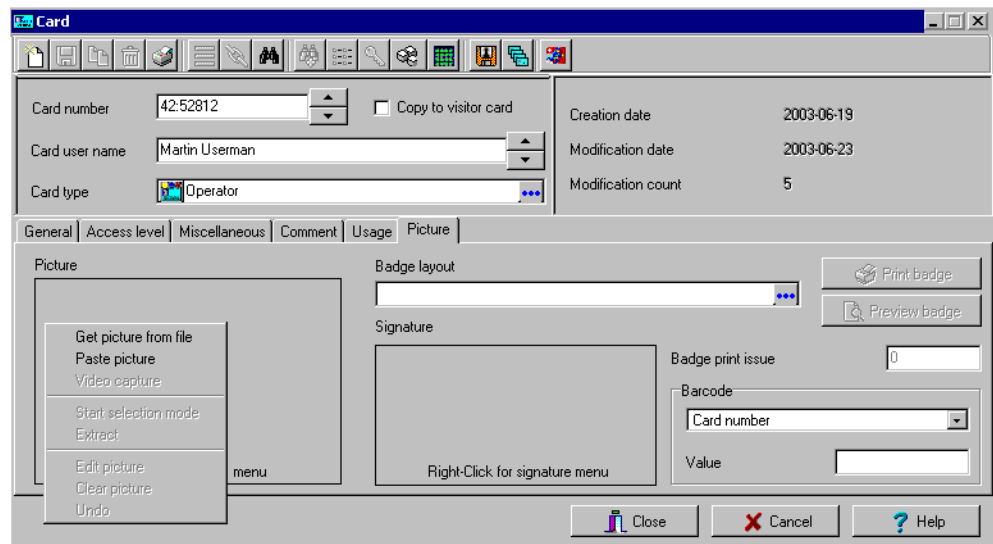 Card
Card number 42:52812 Copy to visitor card
Card user name Martin Userman
Card type Operator
Creation date 2003-06-19
Modification date 2003-06-23
Modification count 5
General Access level Miscellaneous Comment Usage Picture
Picture
Get picture from file
Paste picture
Video capture
Start selection mode
Extract
Edit picture
Clear picture
Undo
menu
Badge layout
Signature
Right-Click for signature menu
Print badge
Preview badge
Badge print issue 0
Barcode
Card number
Value
Close Cancel Help